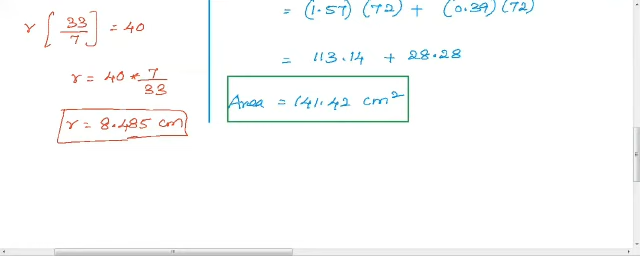 r [ 33/7 ] = 40
r = 40 * 7/33
r = 8.485 cm
= (1.57) (72) + (0.39) (72)
= 113.14 + 28.28
Area = 141.42 cm²